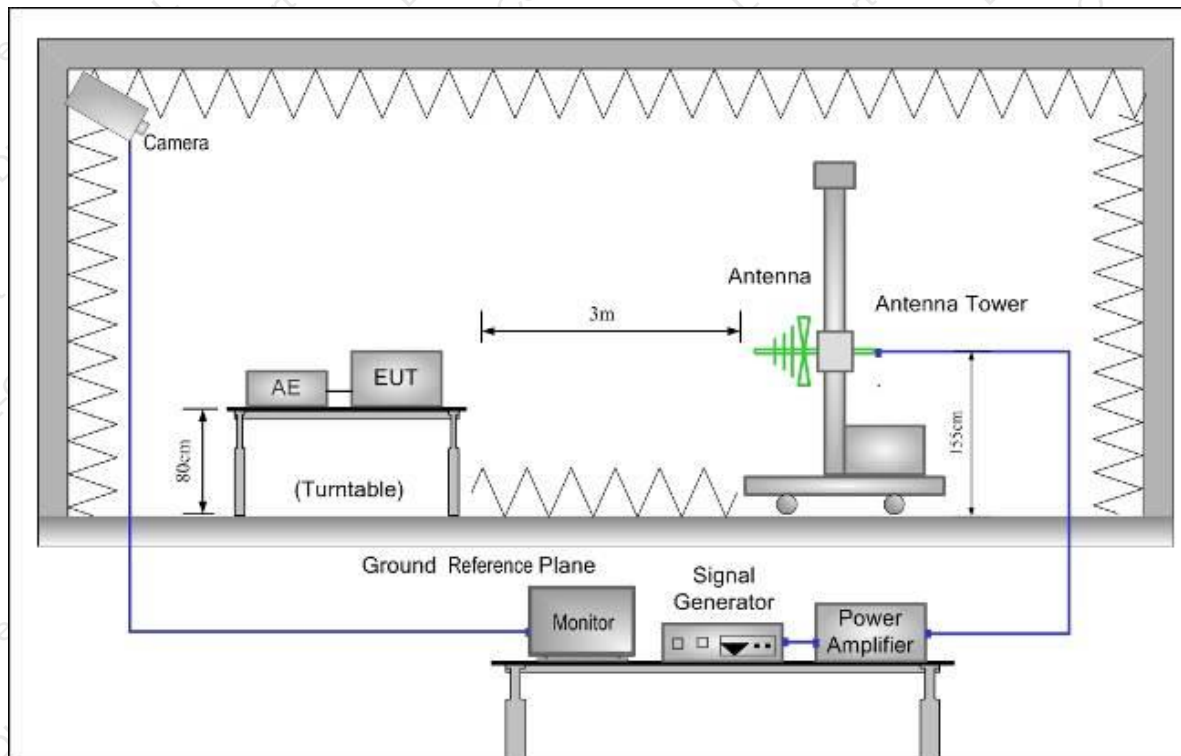 Camera
Antenna
3m
Antenna Tower
AE
EUT
80cm
155cm
(Turntable)
Ground Reference Plane
Signal
Generator
Monitor
Power
Amplifier